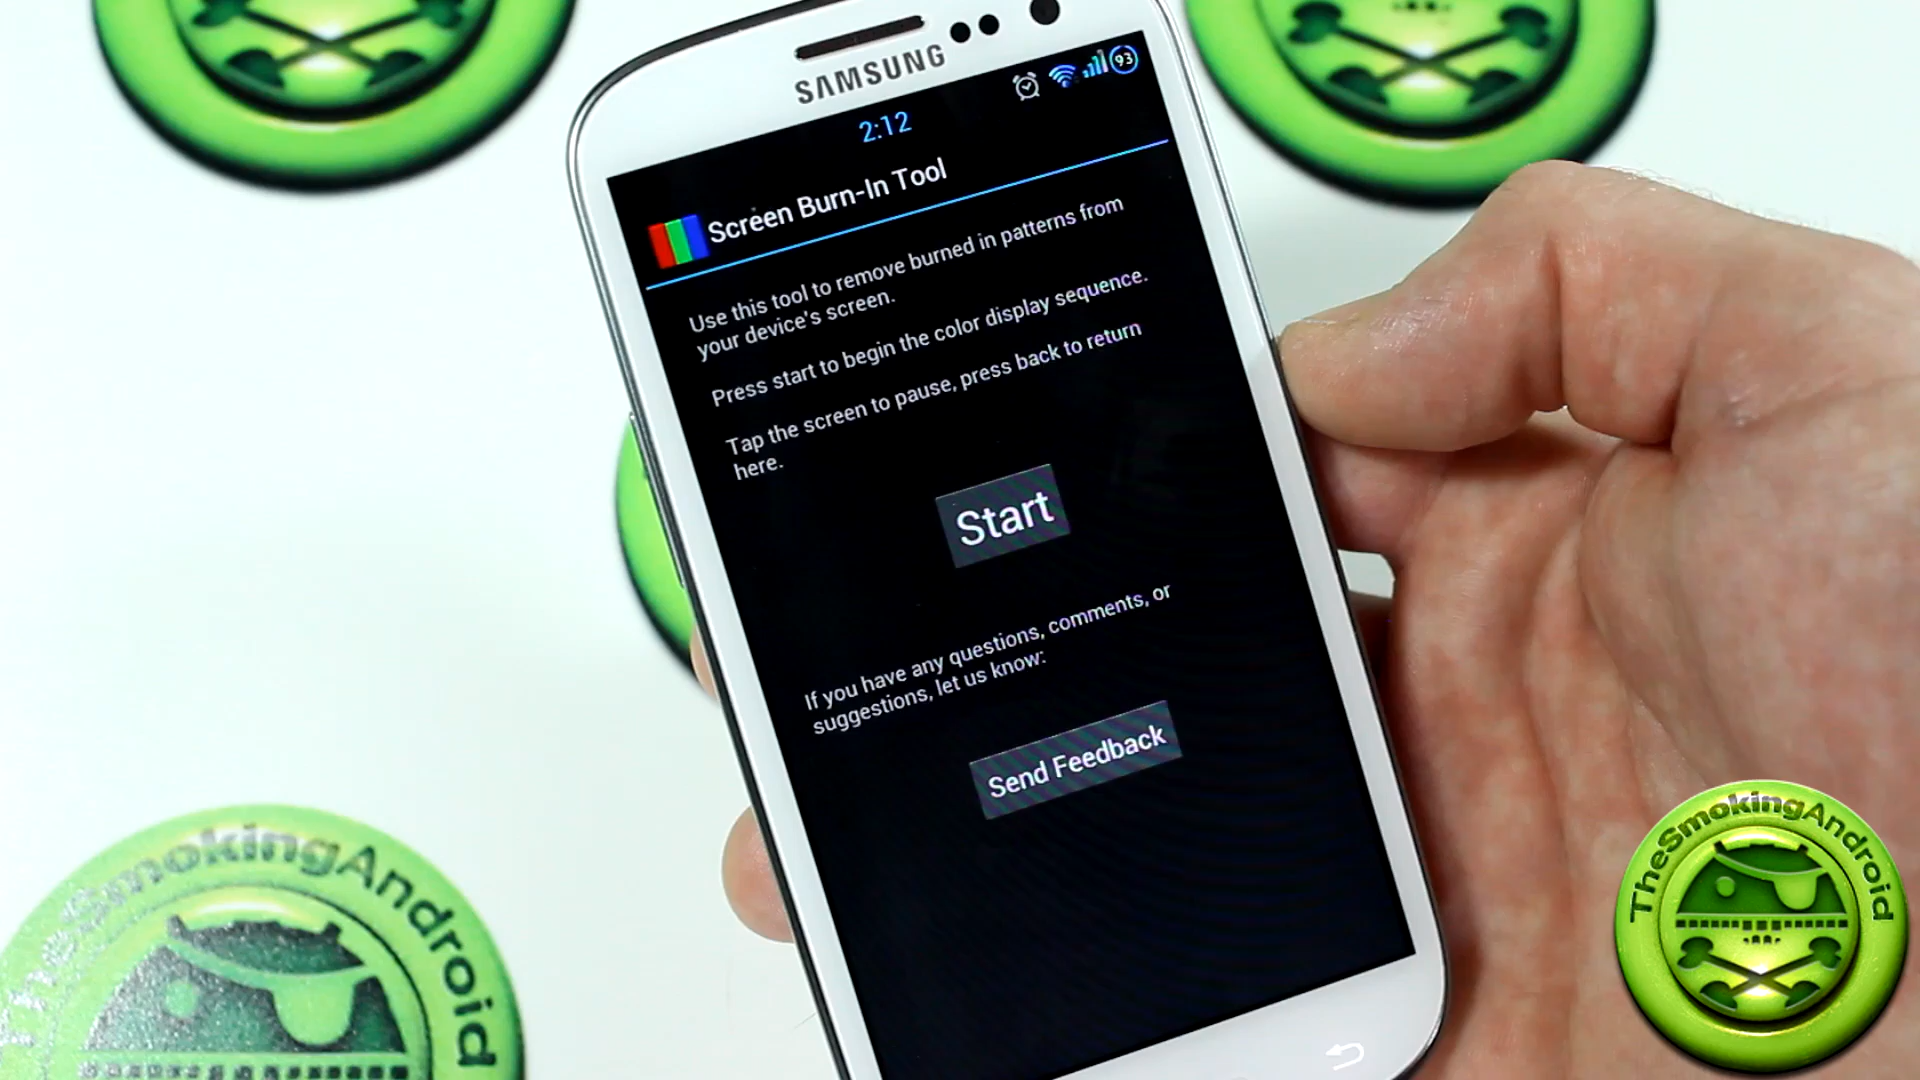 SAMSUNG
93
2:12
Screen Burn-In Tool
Use this tool to remove burned in patterns from
your device's screen.
Press start to begin the color display sequence.
Tap the screen to pause, press back to return
here.
Start
If you have any questions, comments, or
suggestions, let us know:
Send Feedback
TheSmokingAndroid
TheSmokingAndroid